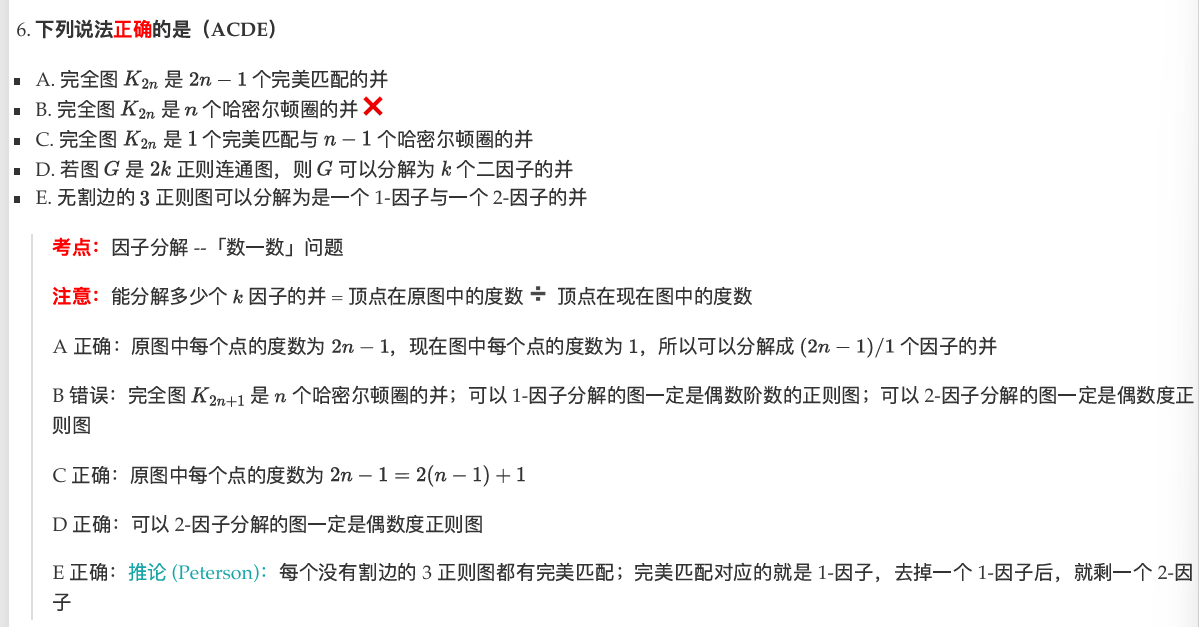 6. 下列说法正确的是（ACDE）
A. 完全图 K₂ₙ 是 2n − 1 个完美匹配的并
B. 完全图 K₂ₙ 是 n 个哈密尔顿圈的并 ❌
C. 完全图 K₂ₙ 是 1 个完美匹配与 n − 1 个哈密尔顿圈的并
D. 若图 G 是 2k 正则连通图，则 G 可以分解为 k 个二因子的并
E. 无割边的 3 正则图可以分解为是一个 1-因子与一个 2-因子的并
考点：因子分解 --「数一数」问题
注意：能分解多少个 k 因子的并 = 顶点在原图中的度数 ➗ 顶点在现在图中的度数
A 正确：原图中每个点的度数为 2n − 1，现在图中每个点的度数为 1，所以可以分解成 (2n − 1)/1 个因子的并
B 错误：完全图 K₂ₙ₊₁ 是 n 个哈密尔顿圈的并；可以 1-因子分解的图一定是偶数阶数的正则图；可以 2-因子分解的图一定是偶数度正
则图
C 正确：原图中每个点的度数为 2n − 1 = 2(n − 1) + 1
D 正确：可以 2-因子分解的图一定是偶数度正则图
E 正确：推论 (Peterson)：每个没有割边的 3 正则图都有完美匹配；完美匹配对应的就是 1-因子，去掉一个 1-因子后，就剩一个 2-因
子